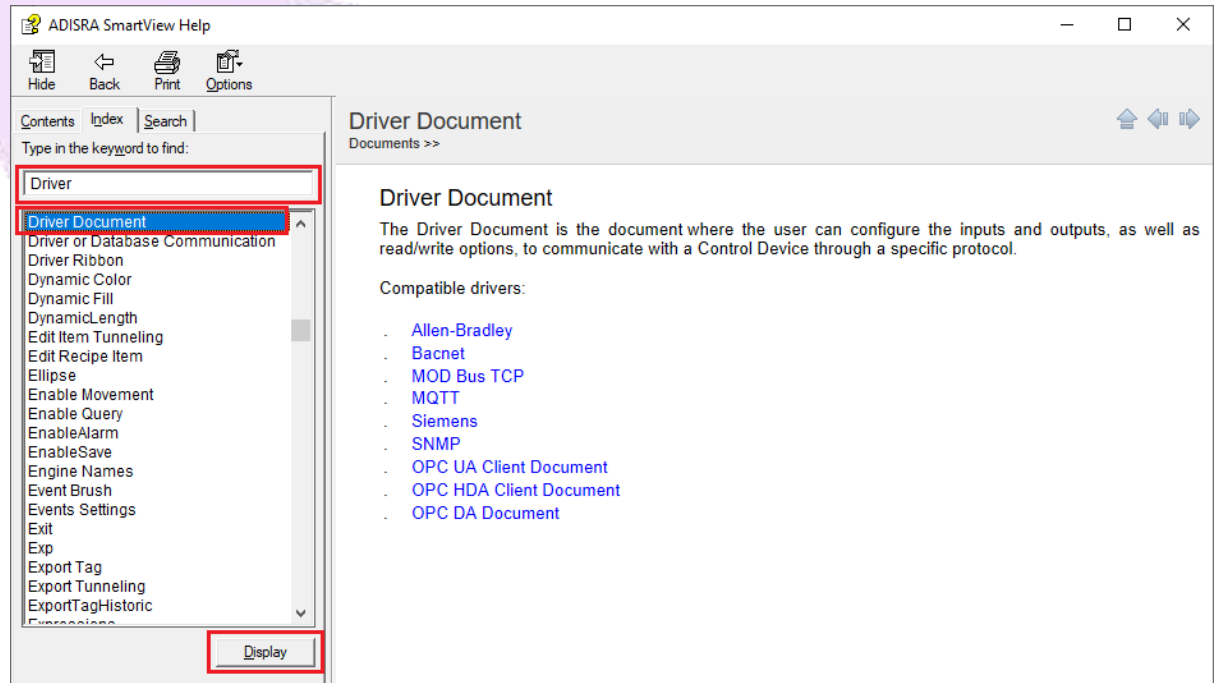 ADISRA SmartView Help
Hide Back Print Options
Contents Index Search
Type in the keyword to find:
Driver
Driver Document
Driver or Database Communication
Driver Ribbon
Dynamic Color
Dynamic Fill
DynamicLength
Edit Item Tunneling
Edit Recipe Item
Ellipse
Enable Movement
Enable Query
EnableAlarm
EnableSave
Engine Names
Event Brush
Events Settings
Exit
Exp
Export Tag
Export Tunneling
ExportTagHistoric
Expressions
Display
Driver Document
Documents >>
Driver Document
The Driver Document is the document where the user can configure the inputs and outputs, as well as
read/write options, to communicate with a Control Device through a specific protocol.
Compatible drivers:
. Allen-Bradley
. Bacnet
. MOD Bus TCP
. MQTT
. Siemens
. SNMP
. OPC UA Client Document
. OPC HDA Client Document
. OPC DA Document